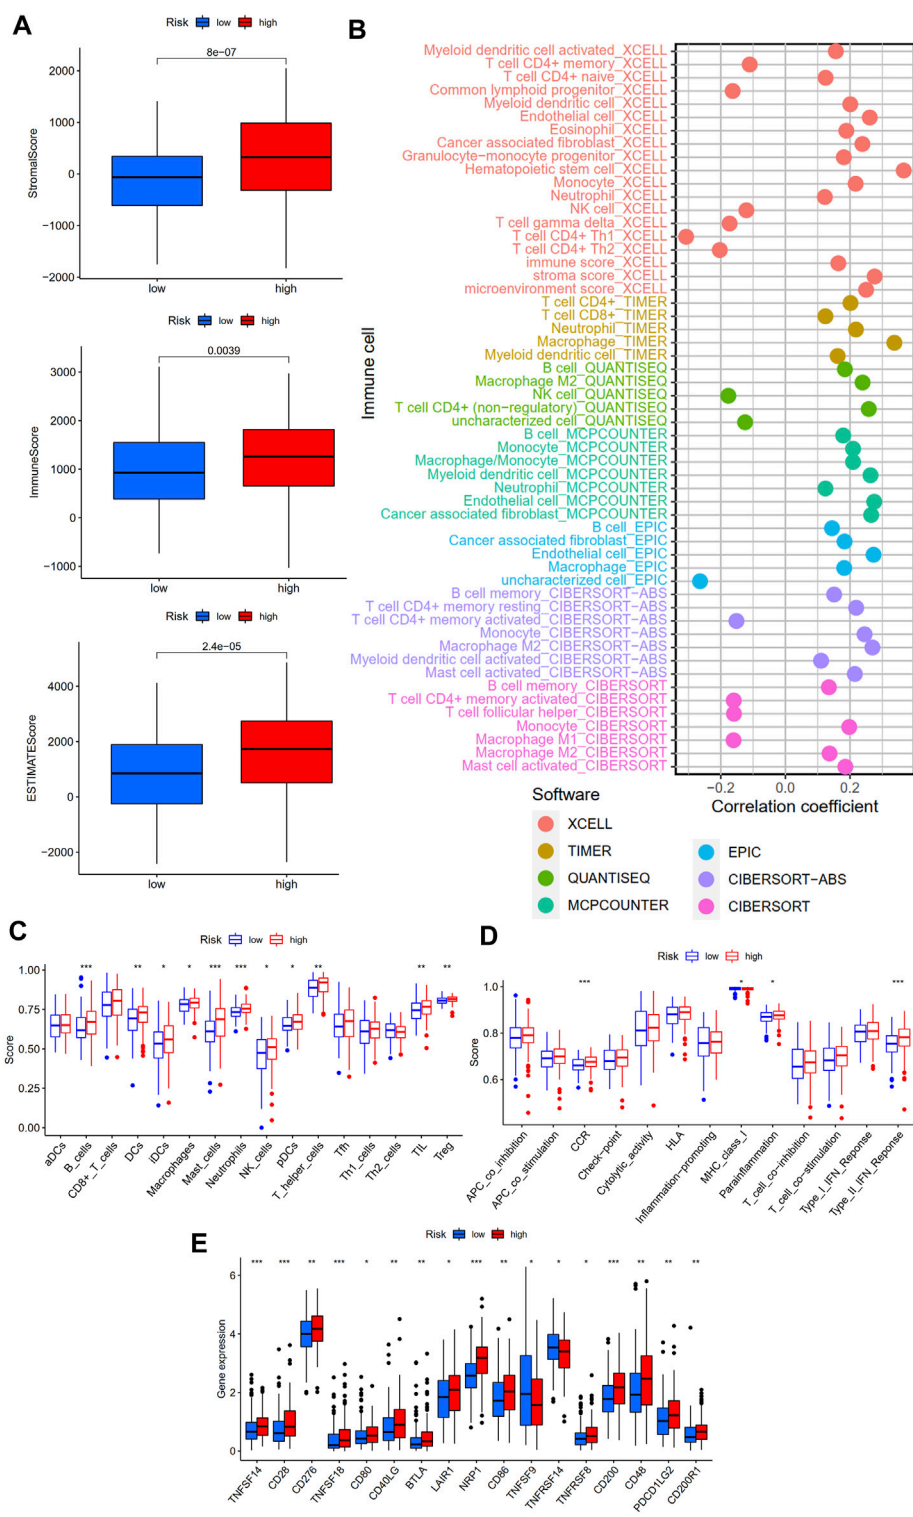 A
Risk low high
8e-07
StromalScore
2000
1000
0
−1000
−2000
low high
Risk low high
0.0039
ImmuneScore
3000
2000
1000
0
−1000
low high
Risk low high
2.4e-05
ESTIMATEScore
4000
2000
0
−2000
low high
B
Immune cell
Myeloid dendritic cell activated_XCELL
T cell CD4+ memory_XCELL
T cell CD4+ naive_XCELL
Common lymphoid progenitor_XCELL
Myeloid dendritic cell_XCELL
Endothelial cell_XCELL
Eosinophil_XCELL
Cancer associated fibroblast_XCELL
Granulocyte−monocyte progenitor_XCELL
Hematopoietic stem cell_XCELL
Monocyte_XCELL
Neutrophil_XCELL
NK cell_XCELL
T cell gamma delta_XCELL
T cell CD4+ Th1_XCELL
T cell CD4+ Th2_XCELL
immune score_XCELL
stroma score_XCELL
microenvironment score_XCELL
T cell CD4+_TIMER
T cell CD8+_TIMER
Neutrophil_TIMER
Macrophage_TIMER
Myeloid dendritic cell_TIMER
B cell_QUANTISEQ
Macrophage M2_QUANTISEQ
NK cell_QUANTISEQ
T cell CD4+ (non−regulatory)_QUANTISEQ
uncharacterized cell_QUANTISEQ
B cell_MCPCOUNTER
Monocyte_MCPCOUNTER
Macrophage/Monocyte_MCPCOUNTER
Myeloid dendritic cell_MCPCOUNTER
Neutrophil_MCPCOUNTER
Endothelial cell_MCPCOUNTER
Cancer associated fibroblast_MCPCOUNTER
B cell_EPIC
Cancer associated fibroblast_EPIC
Endothelial cell_EPIC
Macrophage_EPIC
uncharacterized cell_EPIC
B cell memory_CIBERSORT−ABS
T cell CD4+ memory resting_CIBERSORT−ABS
T cell CD4+ memory activated_CIBERSORT−ABS
Monocyte_CIBERSORT−ABS
Macrophage M2_CIBERSORT−ABS
Myeloid dendritic cell activated_CIBERSORT−ABS
Mast cell activated_CIBERSORT−ABS
B cell memory_CIBERSORT
T cell CD4+ memory activated_CIBERSORT
T cell follicular helper_CIBERSORT
Monocyte_CIBERSORT
Macrophage M1_CIBERSORT
Macrophage M2_CIBERSORT
Mast cell activated_CIBERSORT
−0.2 0.0 0.2
Correlation coefficient
Software
XCELL
TIMER
QUANTISEQ
MCPCOUNTER
EPIC
CIBERSORT−ABS
CIBERSORT
C
Risk low high
*** ** * * *** *** * * ** ** **
Score
1.00
0.75
0.50
0.25
0.00
aDCs
B_cells
CD8+_T_cells
DCs
iDCs
Macrophages
Mast_cells
Neutrophils
NK_cells
pDCs
T_helper_cells
Tfh
Th1_cells
Th2_cells
TIL
Treg
D
Risk low high
*** * * ***
Score
1.0
0.8
0.6
APC_co_inhibition
APC_co_stimulation
CCR
Check−point
Cytolytic_activity
HLA
Inflammation−promoting
MHC_class_I
Parainflammation
T_cell_co−inhibition
T_cell_co−stimulation
Type_I_IFN_Reponse
Type_II_IFN_Reponse
E
Risk low high
*** *** ** *** * ** ** * *** ** * * * *** ** ** **
Gene expression
6
4
2
0
TNFSF14
CD28
CD276
TNFSF18
CD80
CD40LG
BTLA
LAIR1
NRP1
CD86
TNFSF9
TNFRSF14
TNFRSF8
CD200
CD48
PDCD1LG2
CD200R1